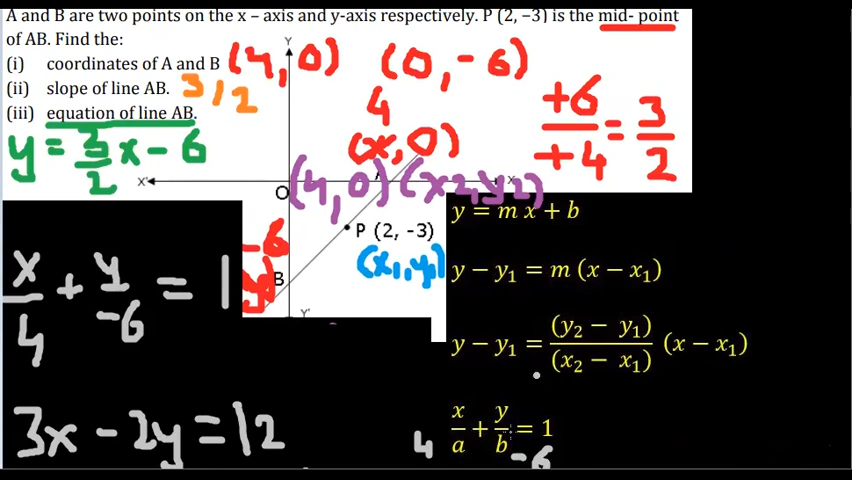 A and B are two points on the x – axis and y-axis respectively. P (2, −3) is the mid- point
of AB. Find the:
(i) coordinates of A and B (4,0) (0,-6)
(ii) slope of line AB. 3/2
(iii) equation of line AB.
y = 3/2 x - 6
4
(x,0)
+6/+4 = 3/2
Y
X' O A X
(4,0) (x2,y2)
P (2, -3)
(x1,y1)
-6
B
Y'
x/4 + y/-6 = 1
3x - 2y = 12
y = m x + b
y − y₁ = m (x − x₁)
y − y₁ = (y₂ − y₁)/(x₂ − x₁) (x − x₁)
x/a + y/b = 1
4 -6